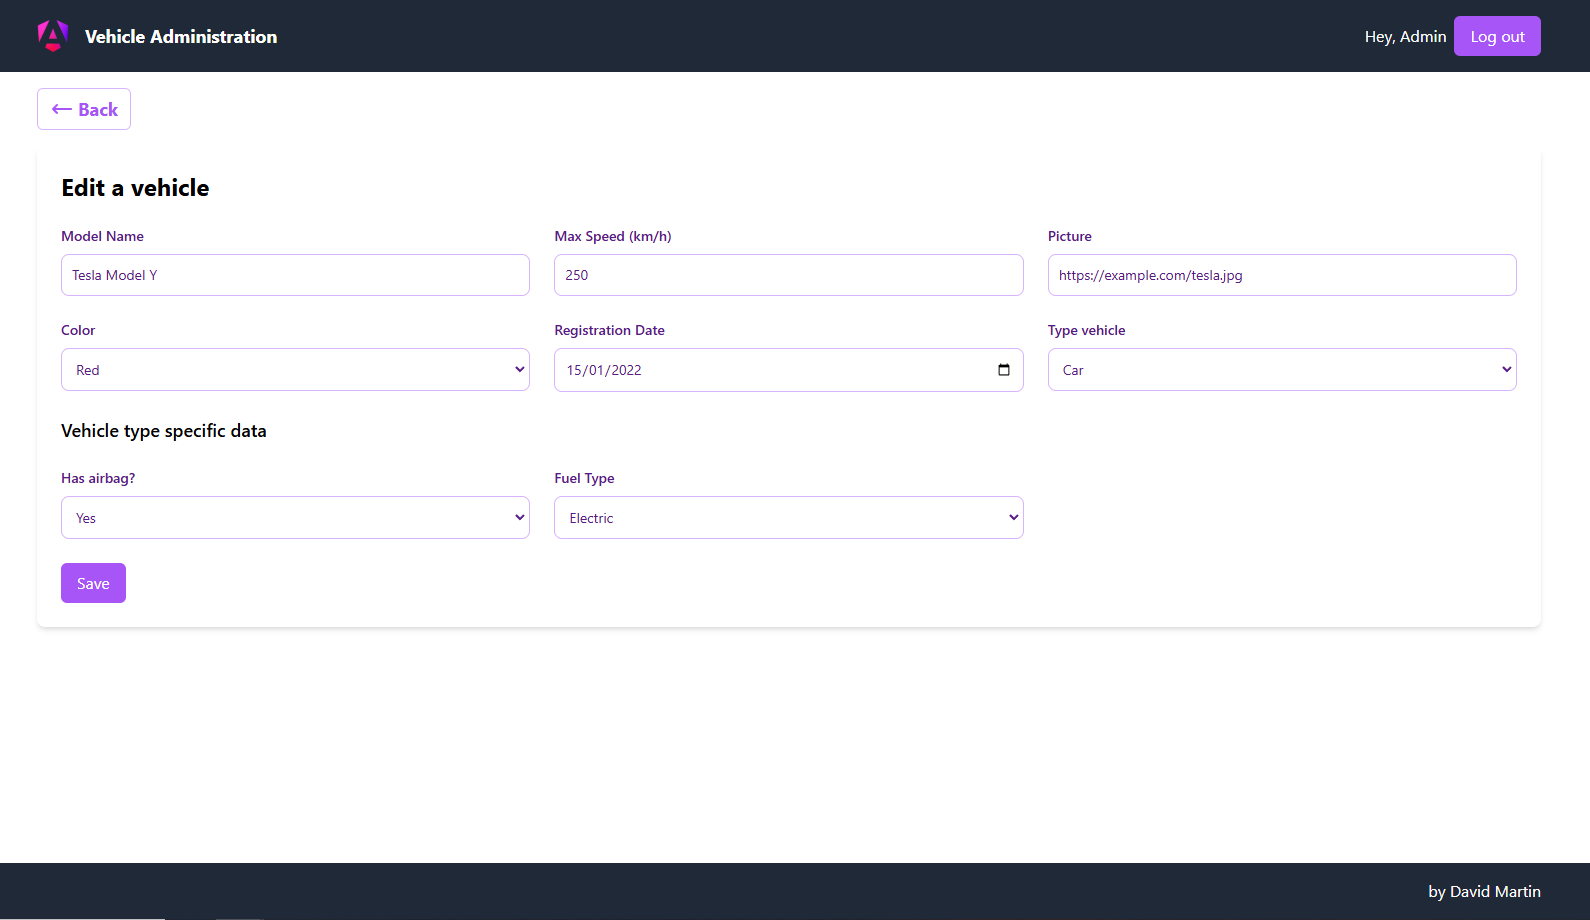 Vehicle Administration
Hey, Admin
Log out
← Back
Edit a vehicle
Model Name
Max Speed (km/h)
Picture
Tesla Model Y
250
https://example.com/tesla.jpg
Color
Registration Date
Type vehicle
Red
15/01/2022
Car
Vehicle type specific data
Has airbag?
Fuel Type
Yes
Electric
Save
by David Martin